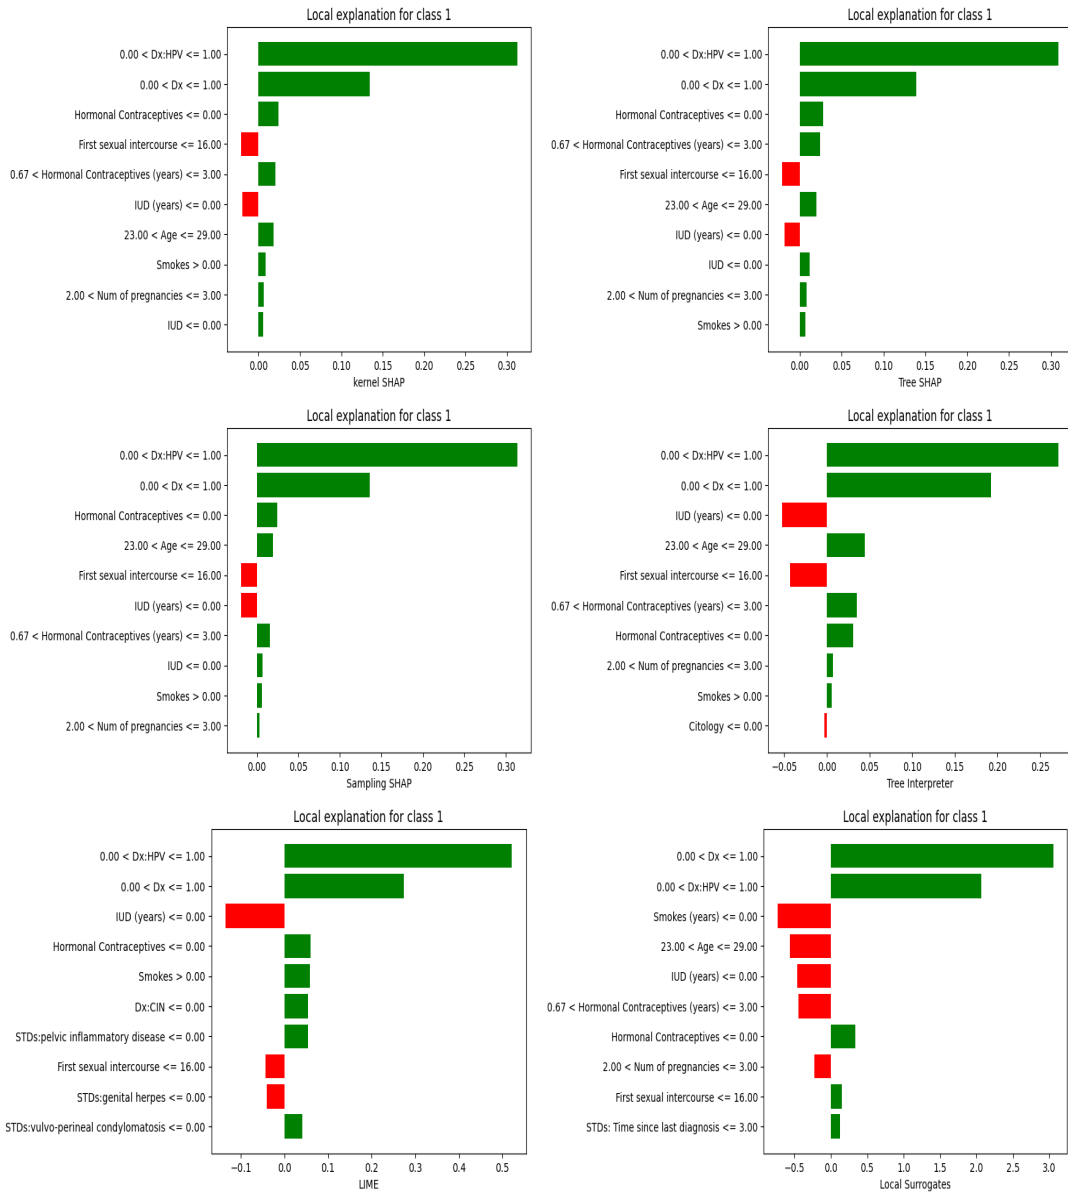 Local explanation for class 1
0.00 < Dx:HPV <= 1.00
0.00 < Dx <= 1.00
Hormonal Contraceptives <= 0.00
First sexual intercourse <= 16.00
0.67 < Hormonal Contraceptives (years) <= 3.00
IUD (years) <= 0.00
23.00 < Age <= 29.00
Smokes > 0.00
2.00 < Num of pregnancies <= 3.00
IUD <= 0.00
0.00 0.05 0.10 0.15 0.20 0.25 0.30
kernel SHAP
Local explanation for class 1
0.00 < Dx:HPV <= 1.00
0.00 < Dx <= 1.00
Hormonal Contraceptives <= 0.00
0.67 < Hormonal Contraceptives (years) <= 3.00
First sexual intercourse <= 16.00
23.00 < Age <= 29.00
IUD (years) <= 0.00
IUD <= 0.00
2.00 < Num of pregnancies <= 3.00
Smokes > 0.00
0.00 0.05 0.10 0.15 0.20 0.25 0.30
Tree SHAP
Local explanation for class 1
0.00 < Dx:HPV <= 1.00
0.00 < Dx <= 1.00
Hormonal Contraceptives <= 0.00
23.00 < Age <= 29.00
First sexual intercourse <= 16.00
IUD (years) <= 0.00
0.67 < Hormonal Contraceptives (years) <= 3.00
IUD <= 0.00
Smokes > 0.00
2.00 < Num of pregnancies <= 3.00
0.00 0.05 0.10 0.15 0.20 0.25 0.30
Sampling SHAP
Local explanation for class 1
0.00 < Dx:HPV <= 1.00
0.00 < Dx <= 1.00
IUD (years) <= 0.00
23.00 < Age <= 29.00
First sexual intercourse <= 16.00
0.67 < Hormonal Contraceptives (years) <= 3.00
Hormonal Contraceptives <= 0.00
2.00 < Num of pregnancies <= 3.00
Smokes > 0.00
Citology <= 0.00
−0.05 0.00 0.05 0.10 0.15 0.20 0.25
Tree Interpreter
Local explanation for class 1
0.00 < Dx:HPV <= 1.00
0.00 < Dx <= 1.00
IUD (years) <= 0.00
Hormonal Contraceptives <= 0.00
Smokes > 0.00
Dx:CIN <= 0.00
STDs:pelvic inflammatory disease <= 0.00
First sexual intercourse <= 16.00
STDs:genital herpes <= 0.00
STDs:vulvo-perineal condylomatosis <= 0.00
−0.1 0.0 0.1 0.2 0.3 0.4 0.5
LIME
Local explanation for class 1
0.00 < Dx <= 1.00
0.00 < Dx:HPV <= 1.00
Smokes (years) <= 0.00
23.00 < Age <= 29.00
IUD (years) <= 0.00
0.67 < Hormonal Contraceptives (years) <= 3.00
Hormonal Contraceptives <= 0.00
2.00 < Num of pregnancies <= 3.00
First sexual intercourse <= 16.00
STDs: Time since last diagnosis <= 3.00
−0.5 0.0 0.5 1.0 1.5 2.0 2.5 3.0
Local Surrogates